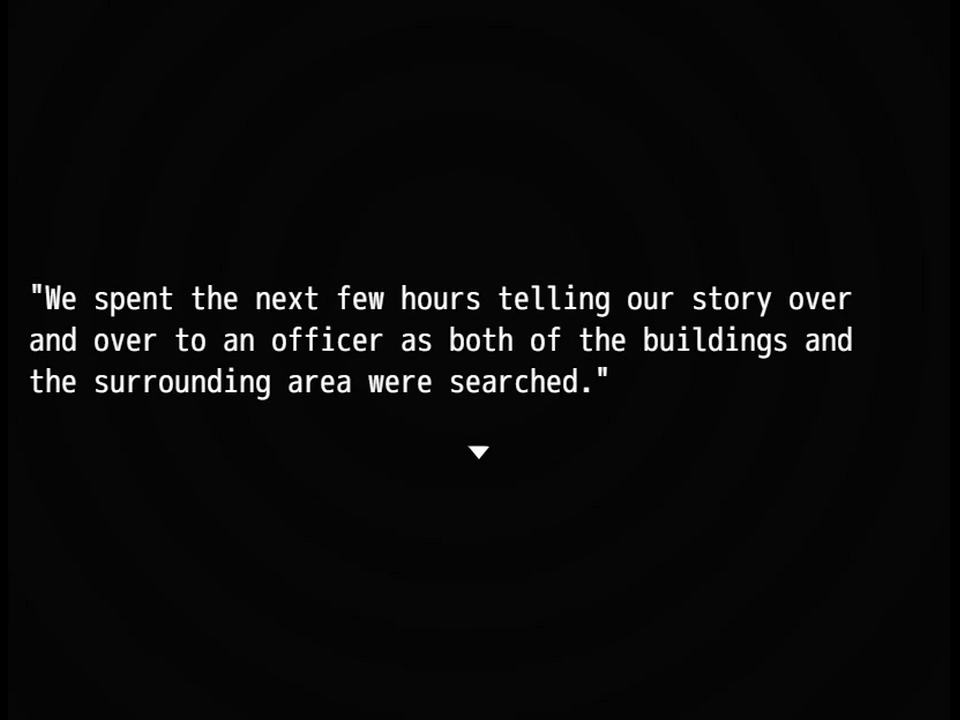 "We spent the next few hours telling our story over
and over to an officer as both of the buildings and
the surrounding area were searched."